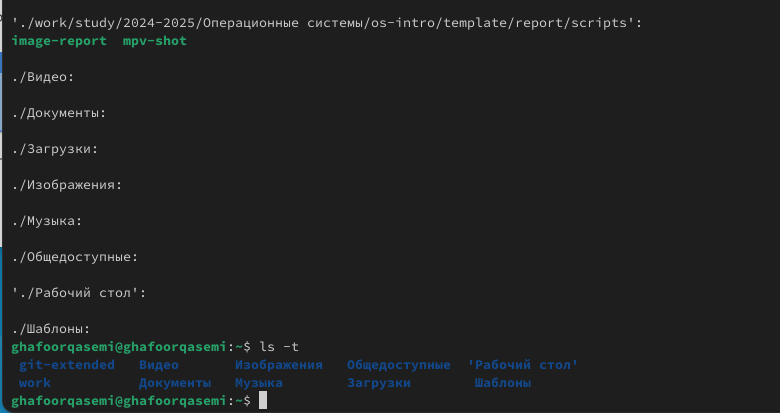 './work/study/2024-2025/Операционные системы/os-intro/template/report/scripts':
image-report  mpv-shot
./Видео:
./Документы:
./Загрузки:
./Изображения:
./Музыка:
./Общедоступные:
'./Рабочий стол':
./Шаблоны:
ghafoorqasemi@ghafoorqasemi:~$ ls -t
git-extended   Видео       Изображения   Общедоступные  'Рабочий стол'
work           Документы   Музыка        Загрузки        Шаблоны
ghafoorqasemi@ghafoorqasemi:~$